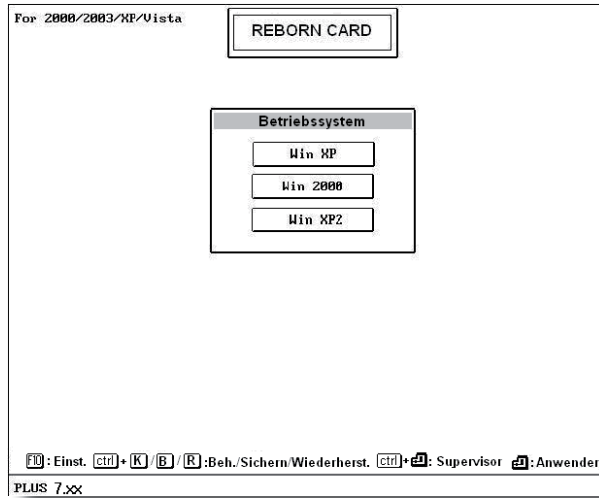 For 2000/2003/XP/Vista
REBORN CARD
Betriebssystem
Win XP
Win 2000
Win XP2
F10 : Einst. ctrl + K / B / R :Beh./Sichern/Wiederherst. ctrl + : Supervisor : Anwender
PLUS 7.xx